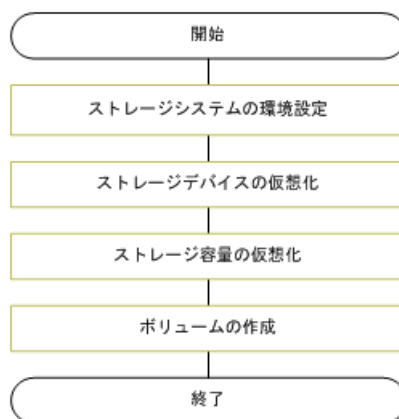 開始
ストレージシステムの環境設定
ストレージデバイスの仮想化
ストレージ容量の仮想化
ボリュームの作成
終了